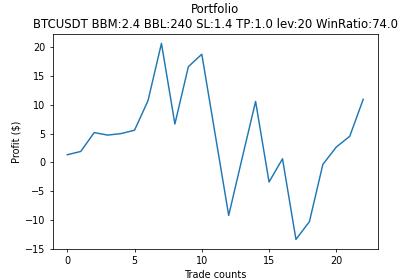 Portfolio
BTCUSDT BBM:2.4 BBL:240 SL:1.4 TP:1.0 lev:20 WinRatio:74.0
Profit ($)
20
15
10
5
0
−5
−10
−15
0 5 10 15 20
Trade counts